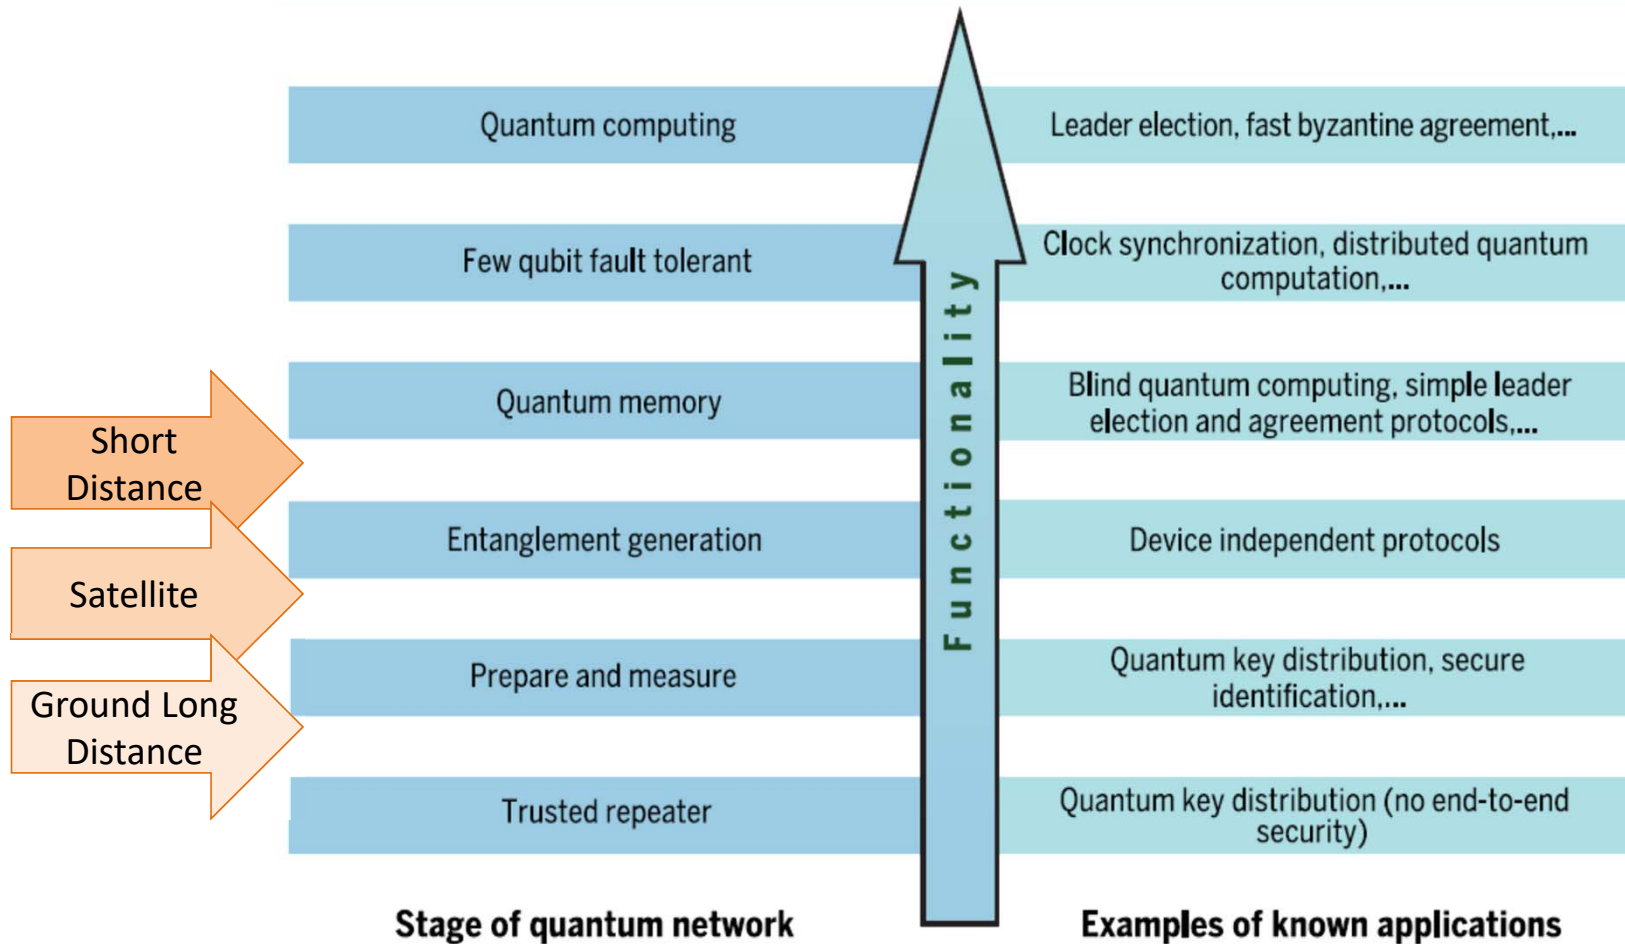 Quantum computing
Leader election, fast byzantine agreement,...
Few qubit fault tolerant
Clock synchronization, distributed quantum
computation,...
Quantum memory
Blind quantum computing, simple leader
election and agreement protocols,...
Short
Distance
Entanglement generation
Device independent protocols
Satellite
Prepare and measure
Quantum key distribution, secure
identification,...
Ground Long
Distance
Trusted repeater
Quantum key distribution (no end-to-end
security)
Functionality
Stage of quantum network
Examples of known applications